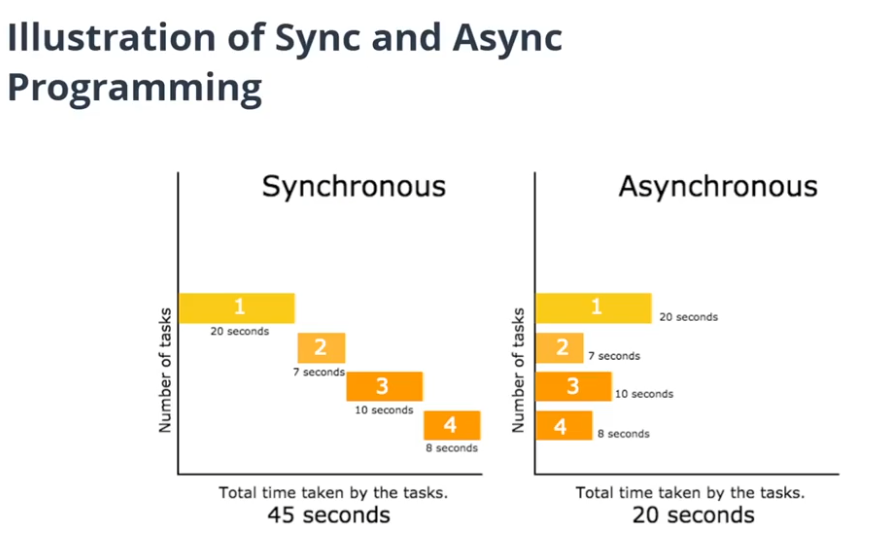 Illustration of Sync and Async
Programming
Synchronous
Number of tasks
1
20 seconds
2
7 seconds
3
10 seconds
4
8 seconds
Total time taken by the tasks.
45 seconds
Asynchronous
Number of tasks
1
20 seconds
2
7 seconds
3
10 seconds
4
8 seconds
Total time taken by the tasks.
20 seconds